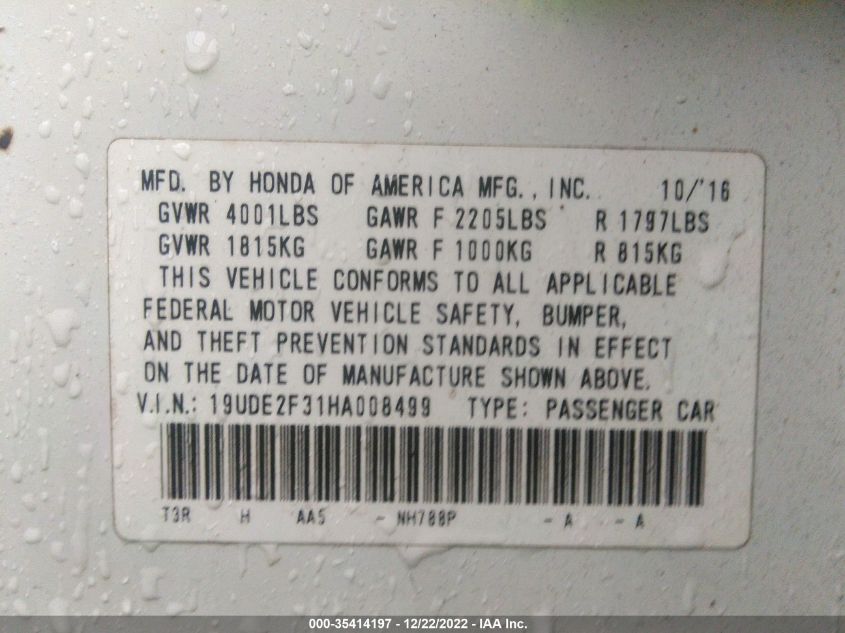 MFD. BY HONDA OF AMERICA MFG., INC. 10/'16
GVWR 4001LBS GAWR F 2205LBS R 1797LBS
GVWR 1815KG GAWR F 1000KG R 815KG
THIS VEHICLE CONFORMS TO ALL APPLICABLE
FEDERAL MOTOR VEHICLE SAFETY, BUMPER,
AND THEFT PREVENTION STANDARDS IN EFFECT
ON THE DATE OF MANUFACTURE SHOWN ABOVE.
V.I.N.: 19UDE2F31HA008499 TYPE: PASSENGER CAR
T3R H AA5 - NH788P - A - A
000-35414197 - 12/22/2022 - IAA Inc.